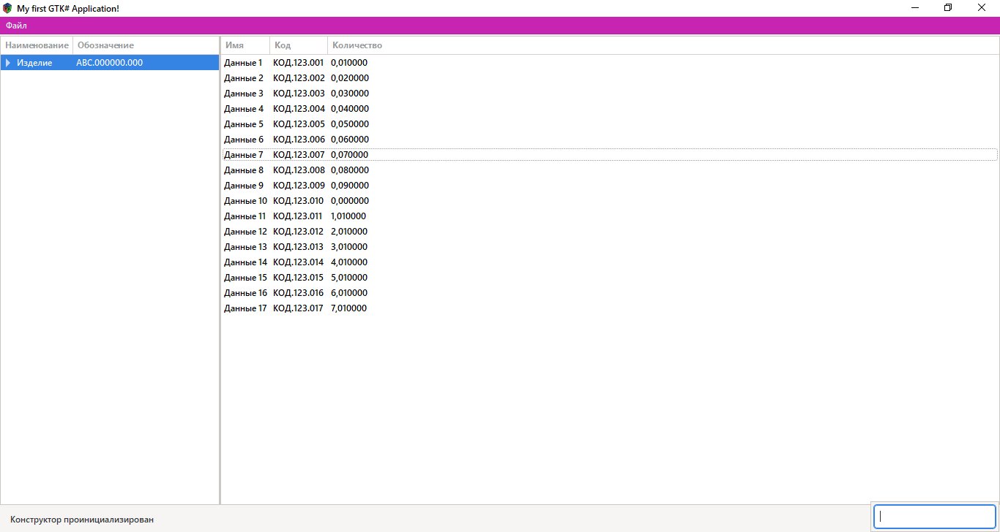 My first GTK# Application!
Файл
Наименование Обозначение Имя Код Количество
Изделие ABC.000000.000 Данные 1 КОД.123.001 0,010000
Данные 2 КОД.123.002 0,020000
Данные 3 КОД.123.003 0,030000
Данные 4 КОД.123.004 0,040000
Данные 5 КОД.123.005 0,050000
Данные 6 КОД.123.006 0,060000
Данные 7 КОД.123.007 0,070000
Данные 8 КОД.123.008 0,080000
Данные 9 КОД.123.009 0,090000
Данные 10 КОД.123.010 0,000000
Данные 11 КОД.123.011 1,010000
Данные 12 КОД.123.012 2,010000
Данные 13 КОД.123.013 3,010000
Данные 14 КОД.123.014 4,010000
Данные 15 КОД.123.015 5,010000
Данные 16 КОД.123.016 6,010000
Данные 17 КОД.123.017 7,010000
Конструктор проинициализирован